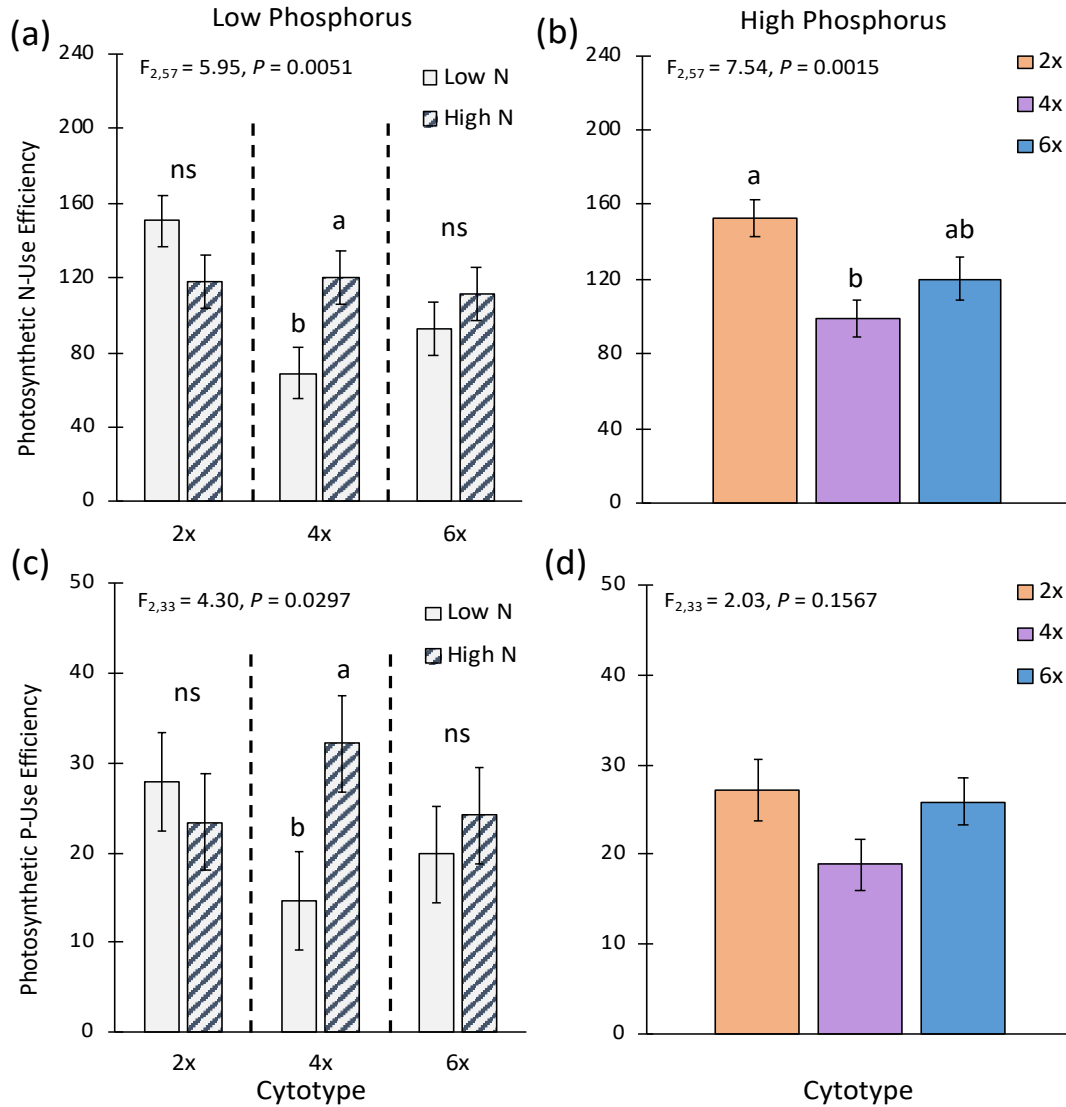 Low Phosphorus
High Phosphorus
(a)
F2,57 = 5.95, P = 0.0051
Low N
High N
240
200
160
120
80
40
0
Photosynthetic N-Use Efficiency
ns
b
a
ns
2x
4x
6x
(b)
F2,57 = 7.54, P = 0.0015
2x
4x
6x
240
200
160
120
80
40
0
a
b
ab
(c)
F2,33 = 4.30, P = 0.0297
Low N
High N
50
40
30
20
10
0
Photosynthetic P-Use Efficiency
ns
b
a
ns
2x
4x
6x
Cytotype
(d)
F2,33 = 2.03, P = 0.1567
2x
4x
6x
50
40
30
20
10
0
Cytotype